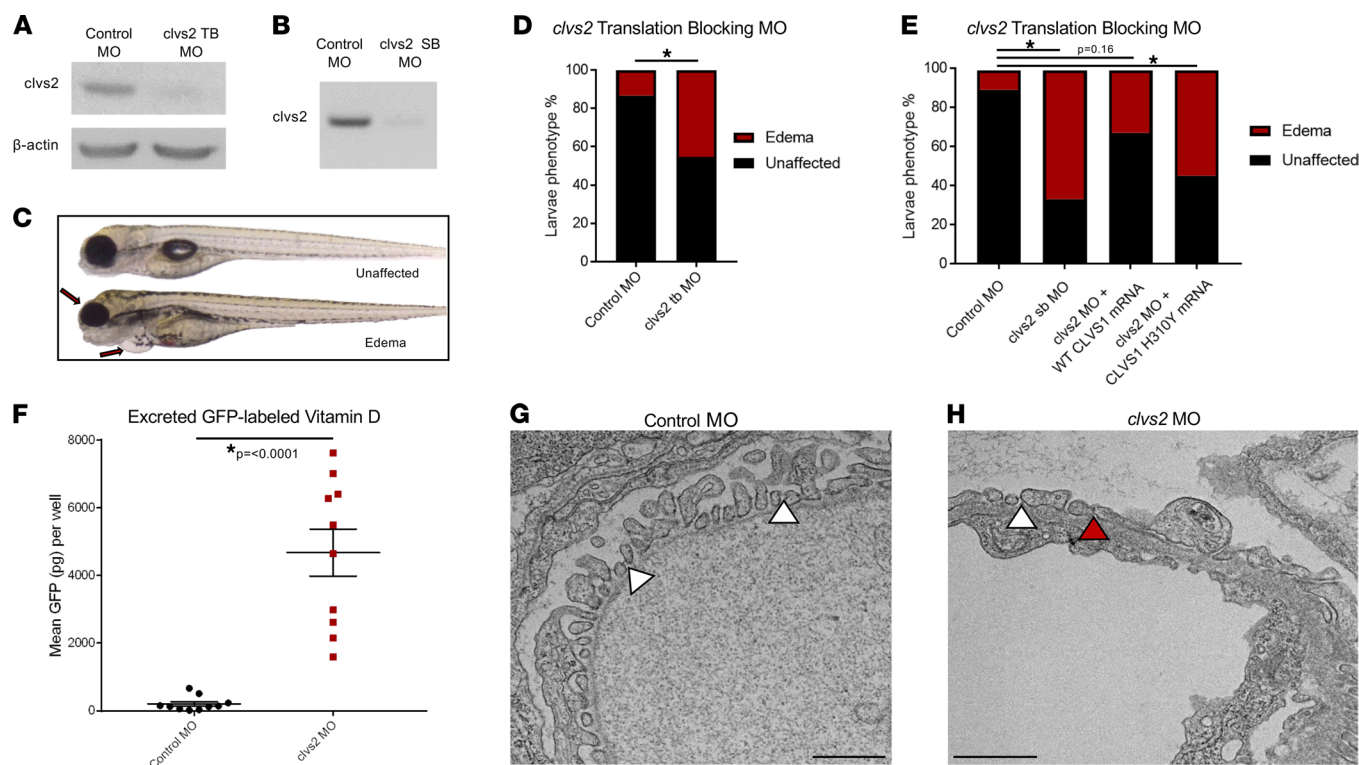 A
Control
MO
clvs2 TB
MO
clvs2
β-actin
B
Control
MO
clvs2 SB
MO
clvs2
C
Unaffected
Edema
D
clvs2 Translation Blocking MO
*
Larvae phenotype %
100
80
60
40
20
0
Control MO
clvs2 tb MO
Edema
Unaffected
E
clvs2 Translation Blocking MO
*
p=0.16
*
Larvae phenotype %
100
80
60
40
20
0
Control MO
clvs2 sb MO
clvs2 MO +
WT CLVS1 mRNA
clvs2 MO +
CLVS1 H310Y mRNA
Edema
Unaffected
F
Excreted GFP-labeled Vitamin D
*p=<0.0001
Mean GFP (pg) per well
8000
6000
4000
2000
0
Control MO
clvs2 MO
G
Control MO
H
clvs2 MO